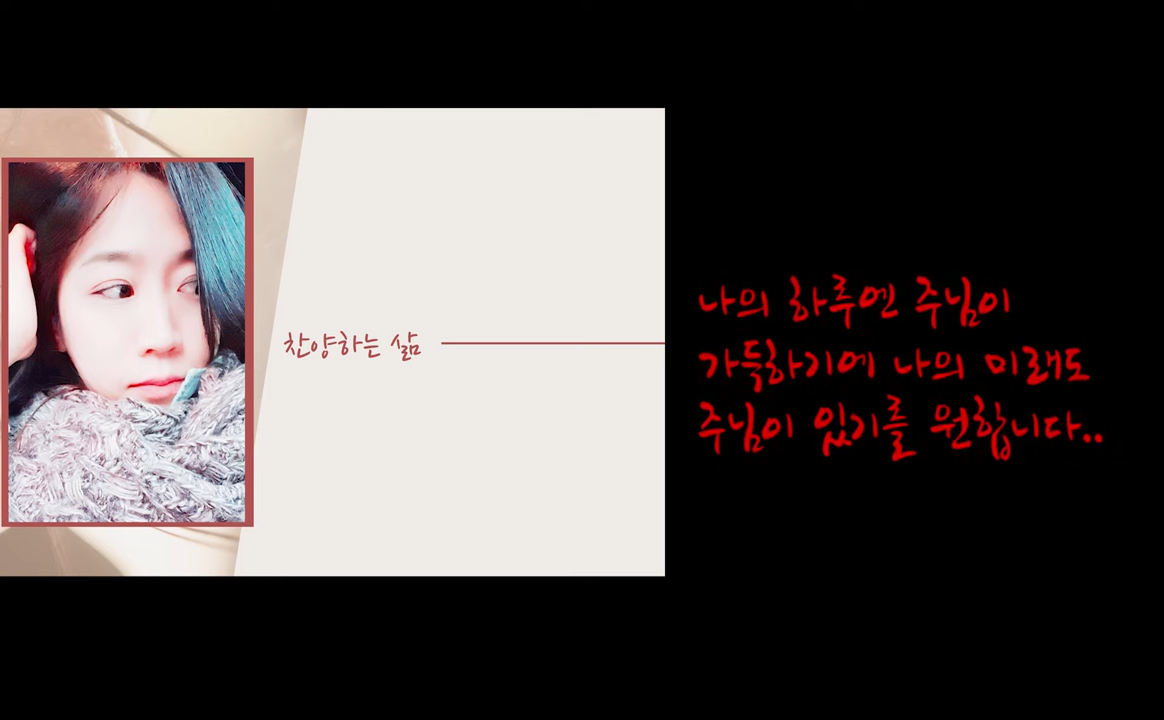 찬양하는 삶
나의 하루엔 주님이
가득하기에 나의 미래도
주님이 있기를 원합니다..